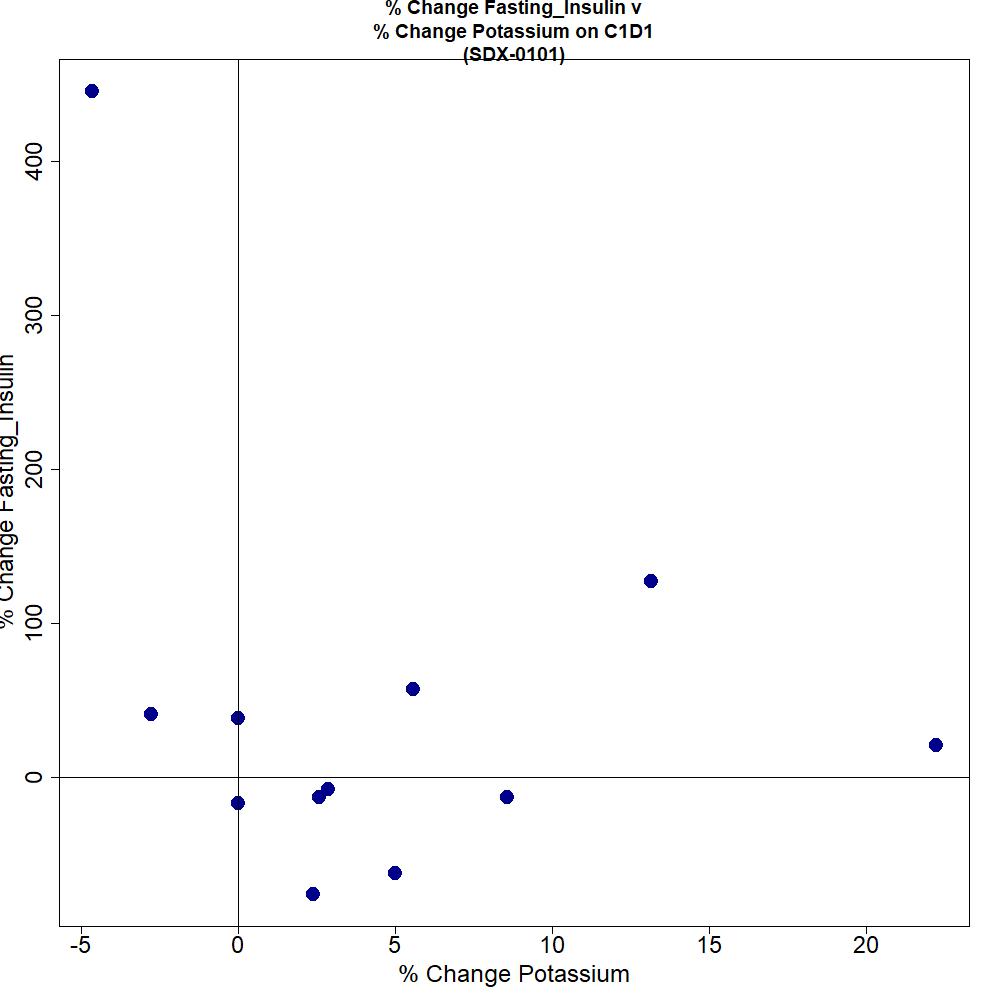 % Change Fasting_Insulin v
% Change Potassium on C1D1
(SDX-0101)
% Change Fasting_Insulin
400
300
200
100
0
-5 0 5 10 15 20
% Change Potassium